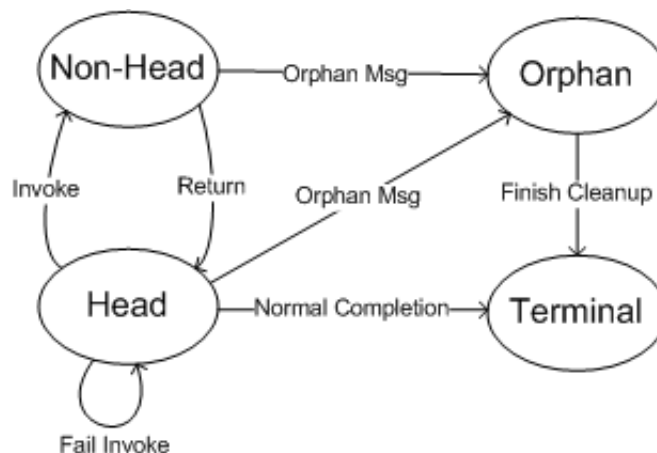 Non-Head
Orphan Msg
Orphan
Invoke
Return
Orphan Msg
Finish Cleanup
Head
Normal Completion
Terminal
Fail Invoke